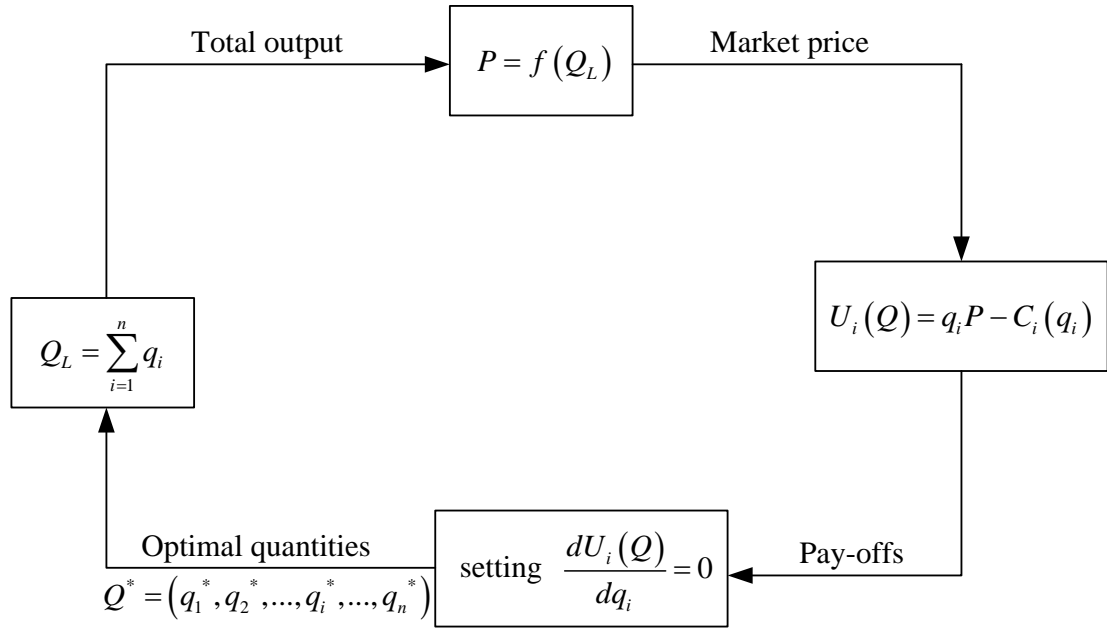 Total output
P = f(Q_L)
Market price
U_i(Q) = q_i P − C_i(q_i)
Q_L = \sum_{i=1}^{n} q_i
Optimal quantities
Q^* = (q_1^*, q_2^*, ..., q_i^*, ..., q_n^*)
setting \frac{dU_i(Q)}{dq_i} = 0
Pay-offs